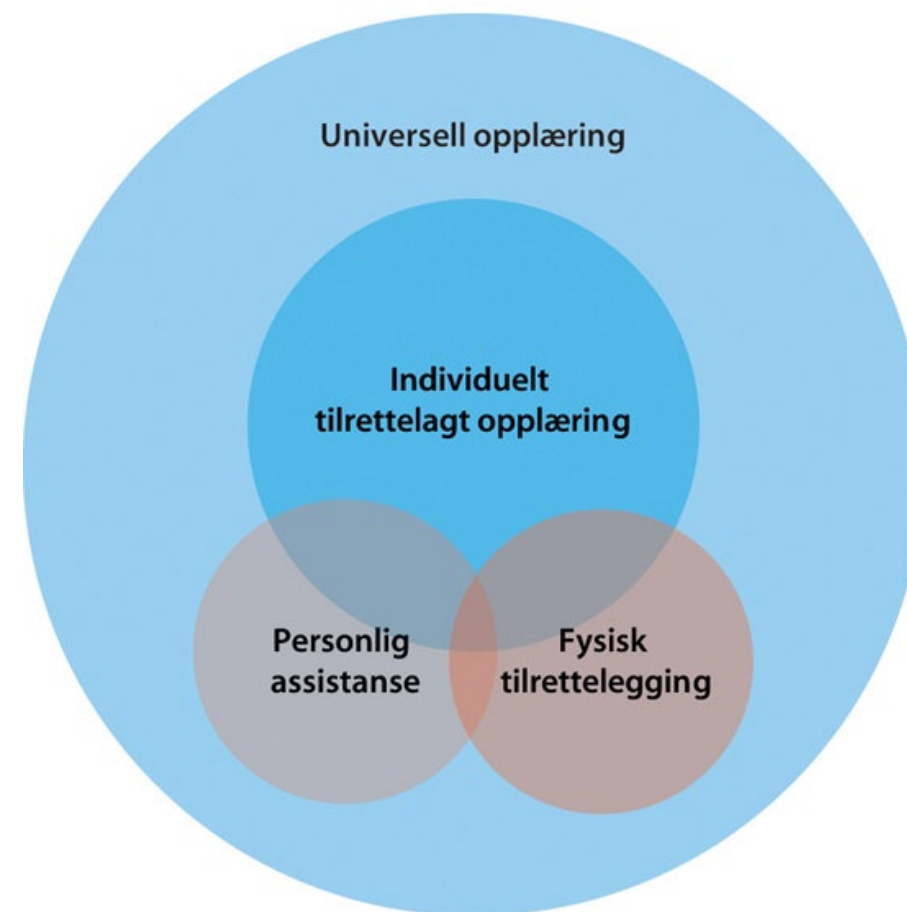 Universell opplæring
Individuelt
tilrettelagt opplæring
Personlig
assistanse
Fysisk
tilrettelegging